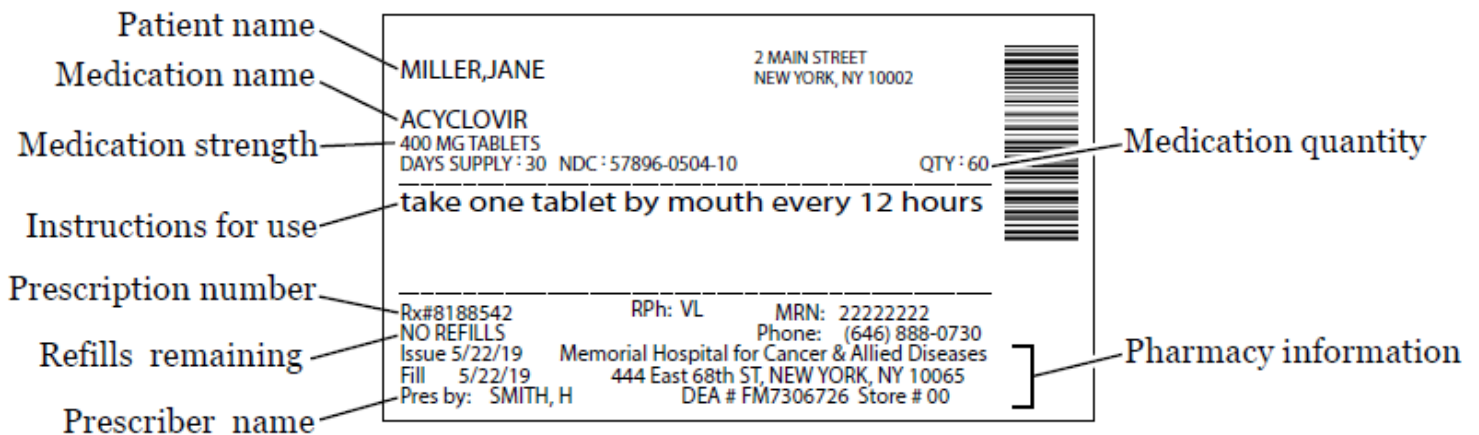 Patient name
Medication name
Medication strength
Instructions for use
Prescription number
Refills remaining
Prescriber name
MILLER,JANE
2 MAIN STREET
NEW YORK, NY 10002
ACYCLOVIR
400 MG TABLETS
DAYS SUPPLY : 30 NDC : 57896-0504-10 QTY : 60
take one tablet by mouth every 12 hours
Rx#8188542 RPh: VL MRN: 22222222
NO REFILLS Phone: (646) 888-0730
Issue 5/22/19 Memorial Hospital for Cancer & Allied Diseases
Fill 5/22/19 444 East 68th ST, NEW YORK, NY 10065
Pres by: SMITH, H DEA # FM7306726 Store # 00
Medication quantity
Pharmacy information